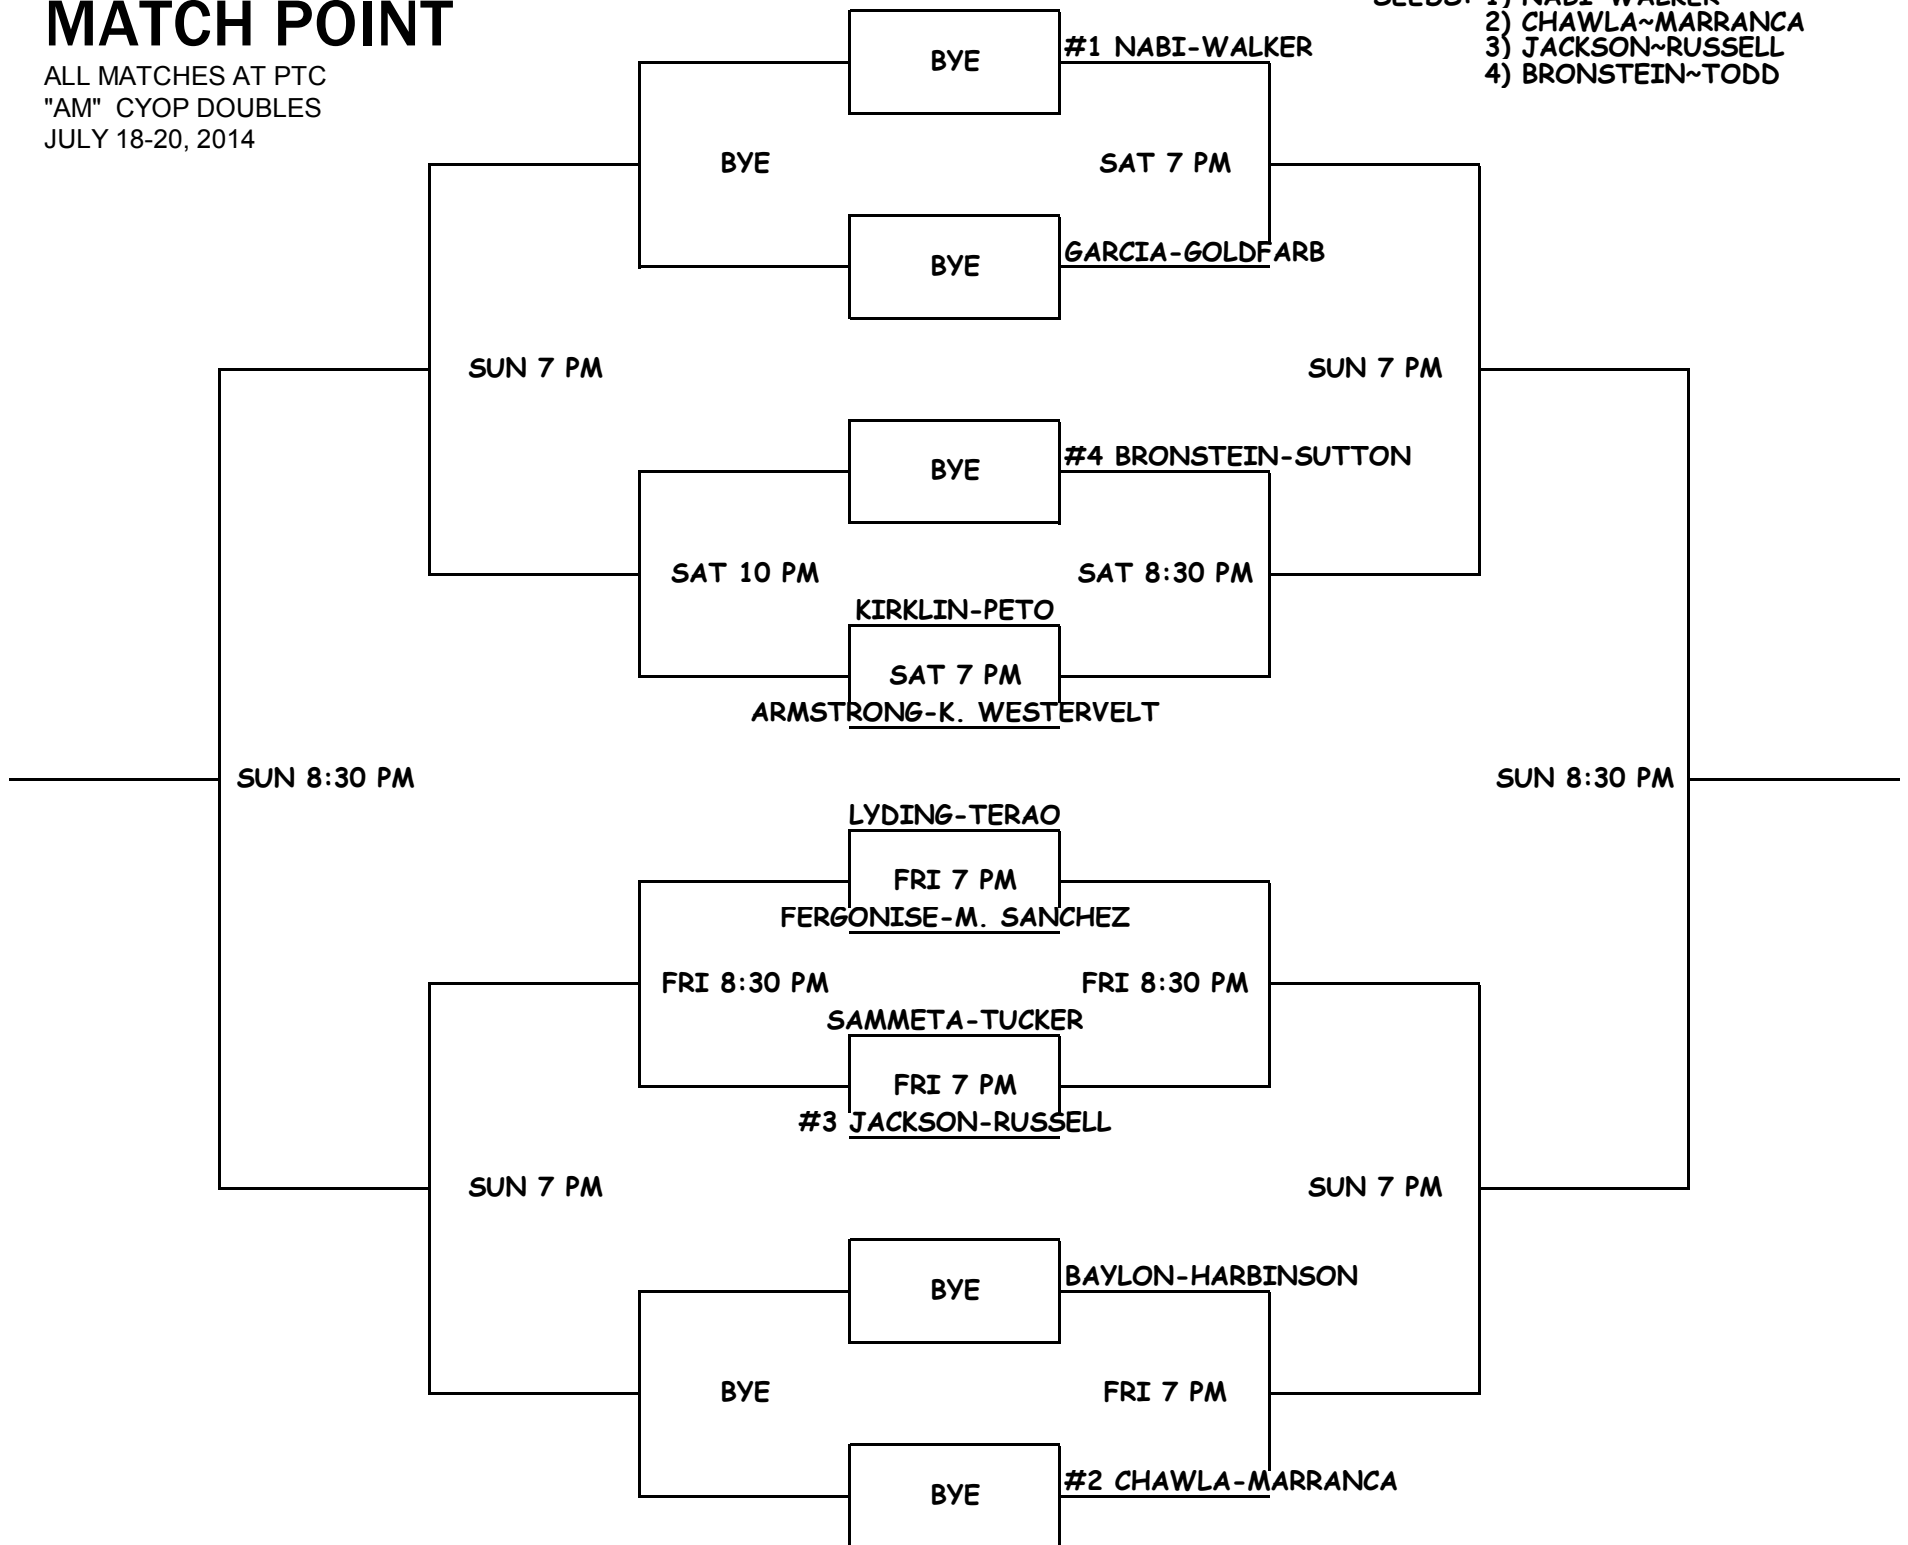 MATCH POINT
ALL MATCHES AT PTC
"AM" CYOP DOUBLES
JULY 18-20, 2014
SEEDS: 1) NABI-WALKER
2) CHAWLA~MARRANCA
3) JACKSON~RUSSELL
4) BRONSTEIN~TODD
BYE
#1 NABI-WALKER
BYE
SAT 7 PM
BYE
GARCIA-GOLDFARB
SUN 7 PM
SUN 7 PM
BYE
#4 BRONSTEIN-SUTTON
SAT 10 PM
SAT 8:30 PM
KIRKLIN-PETO
SAT 7 PM
ARMSTRONG-K. WESTERVELT
SUN 8:30 PM
SUN 8:30 PM
LYDING-TERAO
FRI 7 PM
FERGONISE-M. SANCHEZ
FRI 8:30 PM
FRI 8:30 PM
SAMMETA-TUCKER
FRI 7 PM
#3 JACKSON-RUSSELL
SUN 7 PM
SUN 7 PM
BYE
BAYLON-HARBINSON
BYE
FRI 7 PM
BYE
#2 CHAWLA-MARRANCA